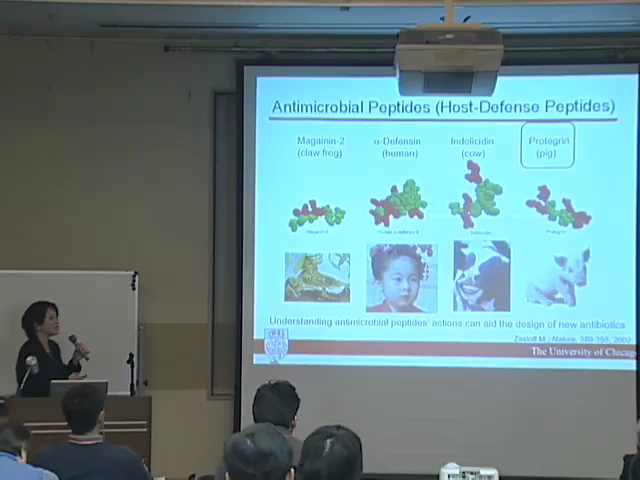 Antimicrobial Peptides (Host-Defense Peptides)
Magainin-2
(claw frog)
α-Defensin
(human)
Indolicidin
(cow)
Protegrin
(pig)
Understanding antimicrobial peptides' actions can aid the design of new antibiotics
Zasloff M., Nature, 389-395, 2002
The University of Chicago